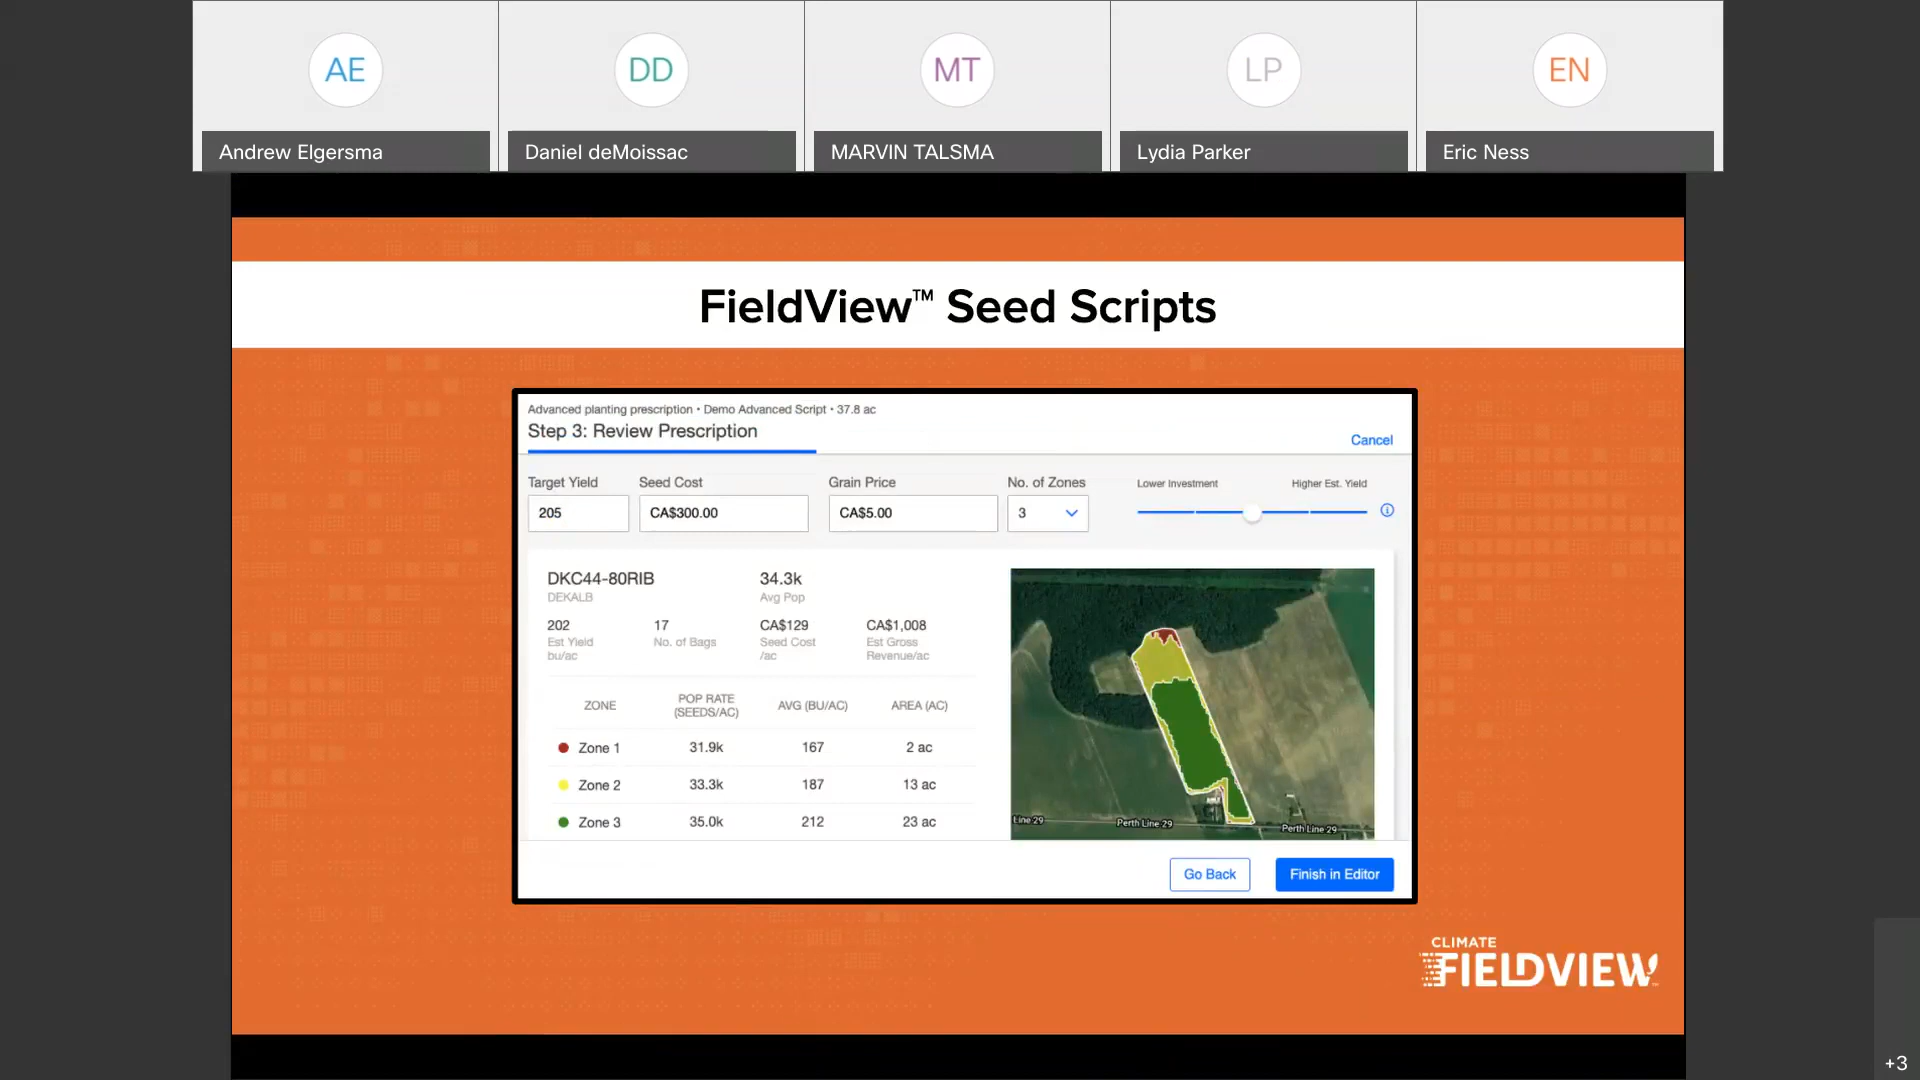 AE
DD
MT
LP
EN
Andrew Elgersma
Daniel deMoissac
MARVIN TALSMA
Lydia Parker
Eric Ness
FieldView™ Seed Scripts
Advanced planting prescription • Demo Advanced Script • 37.8 ac
Step 3: Review Prescription
Cancel
Target Yield
Seed Cost
Grain Price
No. of Zones
Lower Investment
Higher Est. Yield
205
CA$300.00
CA$5.00
3
DKC44-80RIB
DEKALB
34.3k
Avg Pop
202
Est Yield
bu/ac
17
No. of Bags
CA$129
Seed Cost
/ac
CA$1,008
Est Gross
Revenue/ac
ZONE
POP RATE
(SEEDS/AC)
AVG (BU/AC)
AREA (AC)
Zone 1 31.9k 167 2 ac
Zone 2 33.3k 187 13 ac
Zone 3 35.0k 212 23 ac
Line 29
Perth Line 29
Perth Line 29
Go Back
Finish in Editor
CLIMATE
FIELDVIEW™
+3